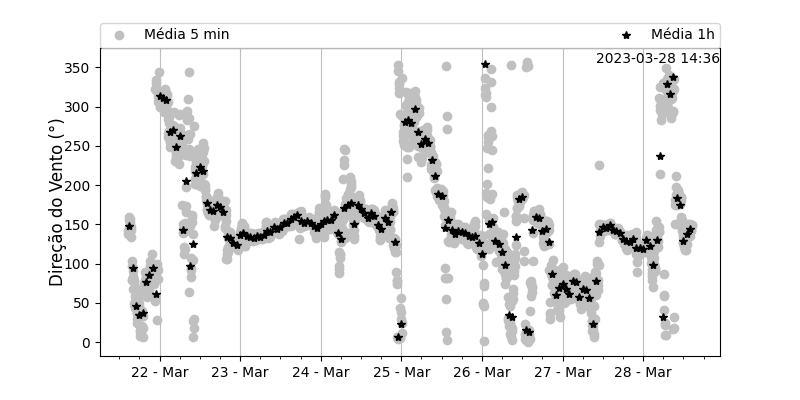 Média 5 min
Média 1h
2023-03-28 14:36
Direção do Vento (°)
350
300
250
200
150
100
50
0
22 - Mar
23 - Mar
24 - Mar
25 - Mar
26 - Mar
27 - Mar
28 - Mar